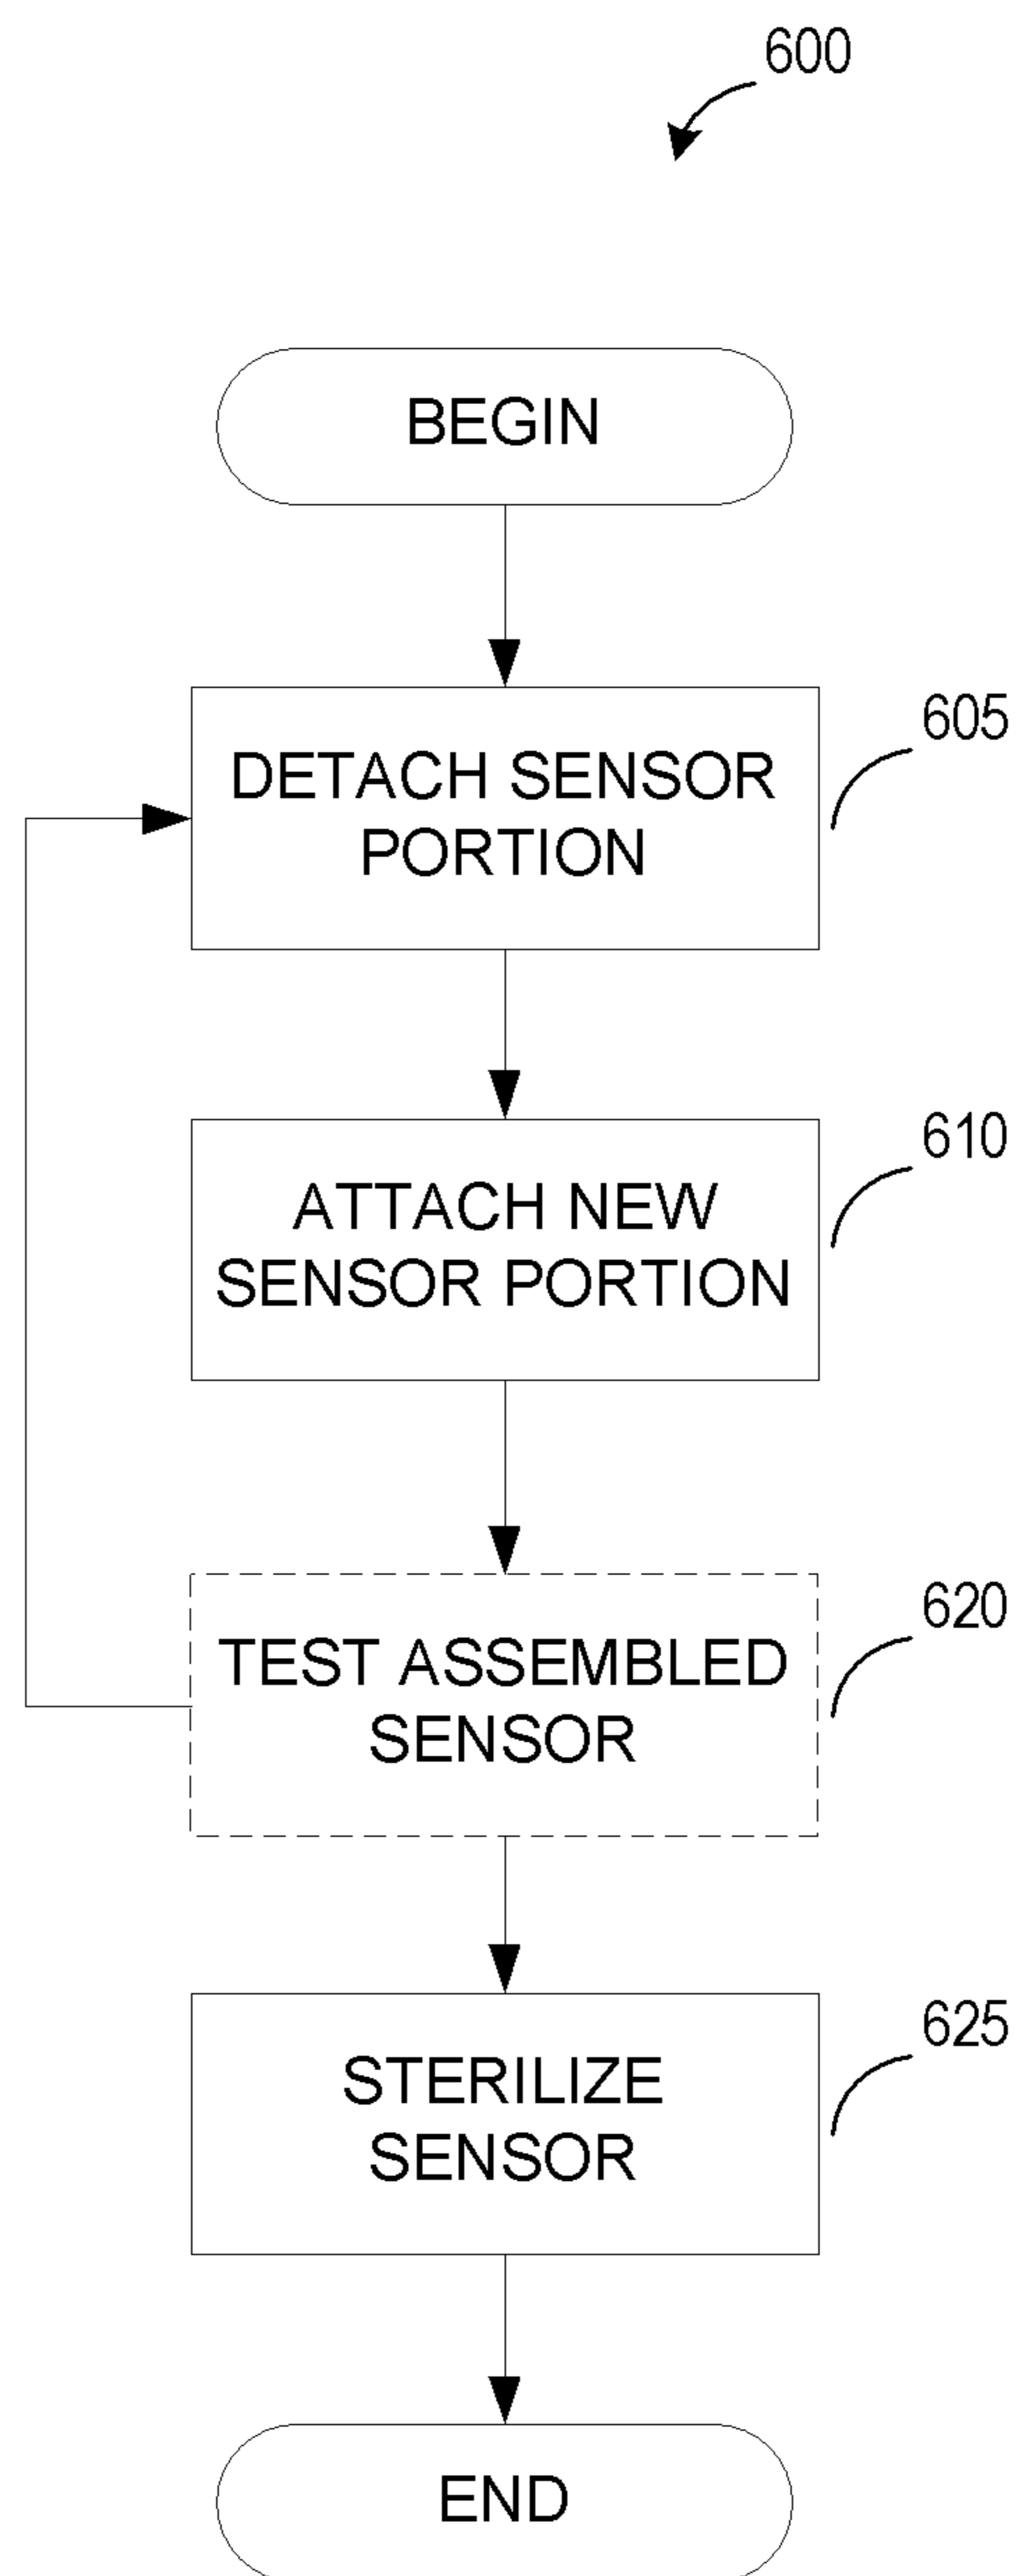 600
BEGIN
DETACH SENSOR
PORTION
605
ATTACH NEW
SENSOR PORTION
610
TEST ASSEMBLED
SENSOR
620
STERILIZE
SENSOR
625
END